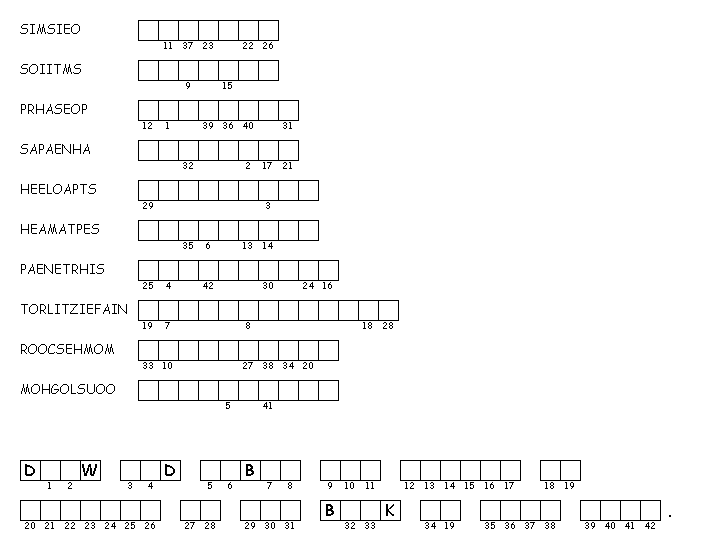 SIMSIEO
11 37 23 22 26
SOIITMS
9 15
PRHASEOP
12 1 39 36 40 31
SAPAENHA
32 2 17 21
HEELOAPTS
29 3
HEAMATPES
35 6 13 14
PAENETRHIS
25 4 42 30 24 16
TORLITZIEFAIN
19 7 8 18 28
ROOCSEHMOM
33 10 27 38 34 20
MOHGOLSUOO
5 41
D W D B
1 2 3 4 5 6 7 8 9 10 11 12 13 14 15 16 17 18 19
B K .
20 21 22 23 24 25 26 27 28 29 30 31 32 33 34 19 35 36 37 38 39 40 41 42